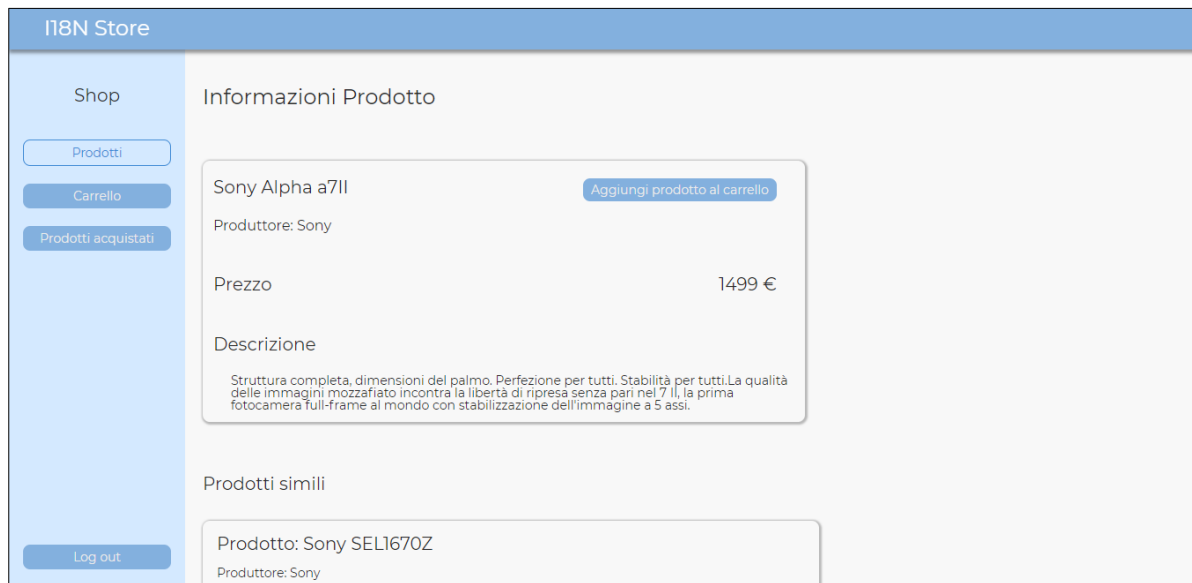 I18N Store
Shop
Prodotti
Carrello
Prodotti acquistati
Log out
Informazioni Prodotto
Sony Alpha a7II
Aggiungi prodotto al carrello
Produttore: Sony
Prezzo
1499 €
Descrizione
Struttura completa, dimensioni del palmo. Perfezione per tutti. Stabilità per tutti.La qualità
delle immagini mozzafiato incontra la libertà di ripresa senza pari nel 7 II, la prima
fotocamera full-frame al mondo con stabilizzazione dell'immagine a 5 assi.
Prodotti simili
Prodotto: Sony SEL1670Z
Produttore: Sony